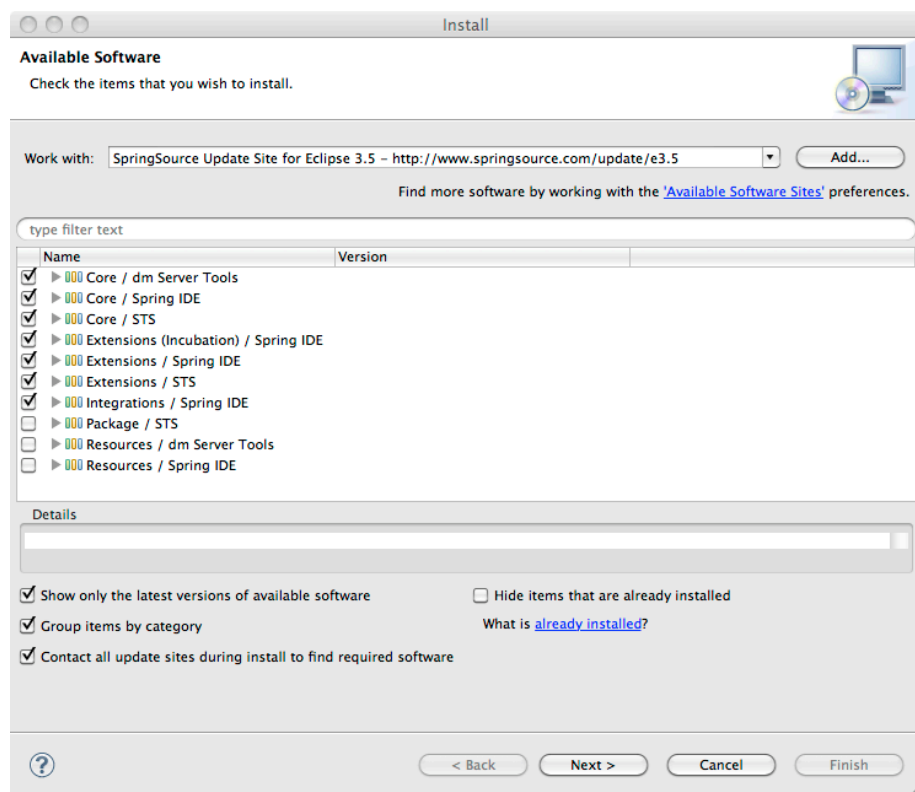 Install
Available Software
Check the items that you wish to install.
Work with: SpringSource Update Site for Eclipse 3.5 – http://www.springsource.com/update/e3.5 Add...
Find more software by working with the 'Available Software Sites' preferences.
type filter text
Name Version
Core / dm Server Tools
Core / Spring IDE
Core / STS
Extensions (Incubation) / Spring IDE
Extensions / Spring IDE
Extensions / STS
Integrations / Spring IDE
Package / STS
Resources / dm Server Tools
Resources / Spring IDE
Details
Show only the latest versions of available software Hide items that are already installed
Group items by category What is already installed?
Contact all update sites during install to find required software
? < Back Next > Cancel Finish